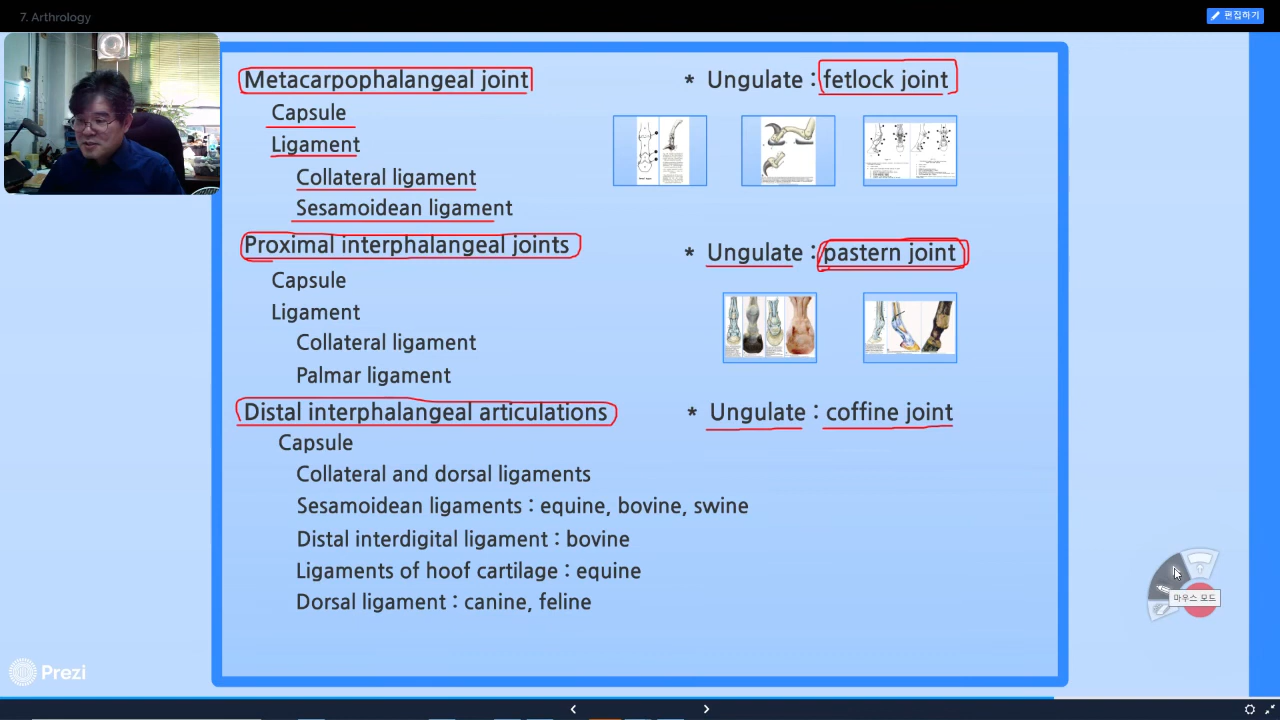 7. Arthrology
편집하기
Metacarpophalangeal joint
* Ungulate : fetlock joint
Capsule
Ligament
Collateral ligament
Sesamoidean ligament
Proximal interphalangeal joints
* Ungulate : pastern joint
Capsule
Ligament
Collateral ligament
Palmar ligament
Distal interphalangeal articulations
* Ungulate : coffine joint
Capsule
Collateral and dorsal ligaments
Sesamoidean ligaments : equine, bovine, swine
Distal interdigital ligament : bovine
Ligaments of hoof cartilage : equine
Dorsal ligament : canine, feline
마우스 모드
Prezi